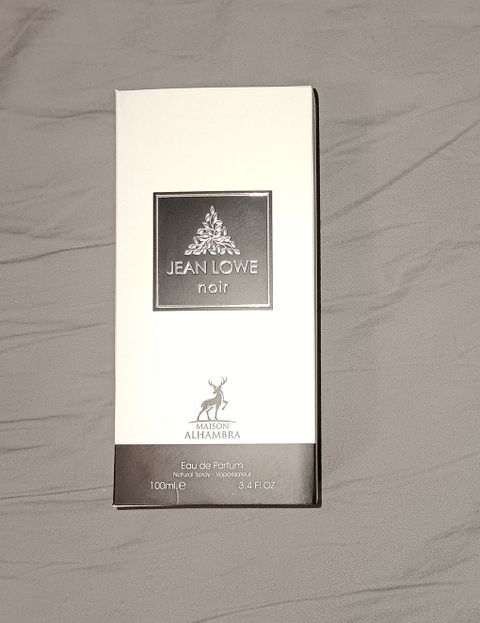 JEAN LOWE
noir
MAISON
ALHAMBRA
Eau de Parfum
Natural Spray - Vaporisateur
100ml ℮ 3.4 Fl.OZ